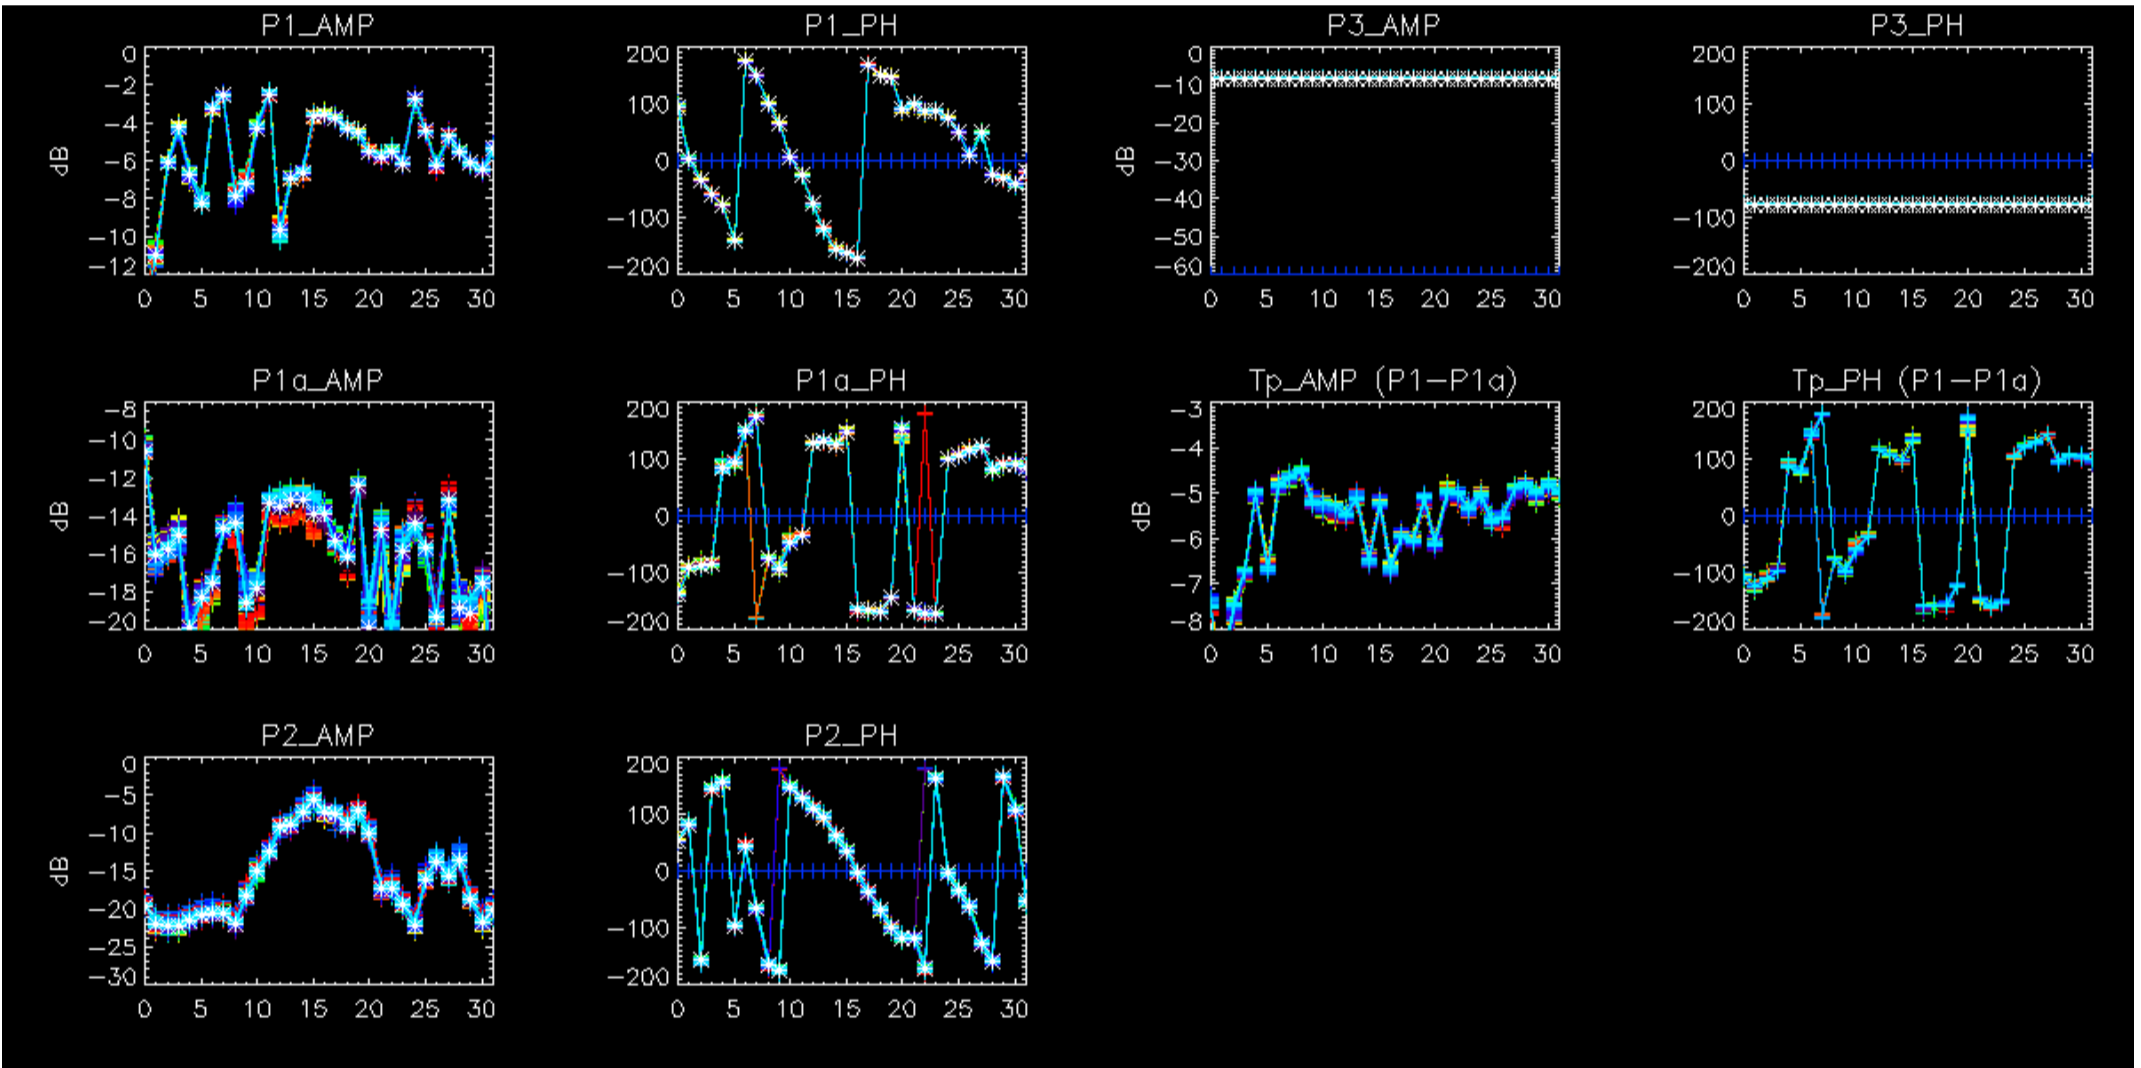 P1_AMP
0
−2
−4
−6
−8
−10
−12
dB
0 5 10 15 20 25 30
P1_PH
200
100
0
−100
−200
0 5 10 15 20 25 30
P3_AMP
0
−10
−20
−30
−40
−50
−60
dB
0 5 10 15 20 25 30
P3_PH
200
100
0
−100
−200
0 5 10 15 20 25 30
P1a_AMP
−8
−10
−12
−14
−16
−18
−20
dB
0 5 10 15 20 25 30
P1a_PH
200
100
0
−100
−200
0 5 10 15 20 25 30
Tp_AMP (P1−P1a)
−3
−4
−5
−6
−7
−8
dB
0 5 10 15 20 25 30
Tp_PH (P1−P1a)
200
100
0
−100
−200
0 5 10 15 20 25 30
P2_AMP
0
−5
−10
−15
−20
−25
−30
dB
0 5 10 15 20 25 30
P2_PH
200
100
0
−100
−200
0 5 10 15 20 25 30